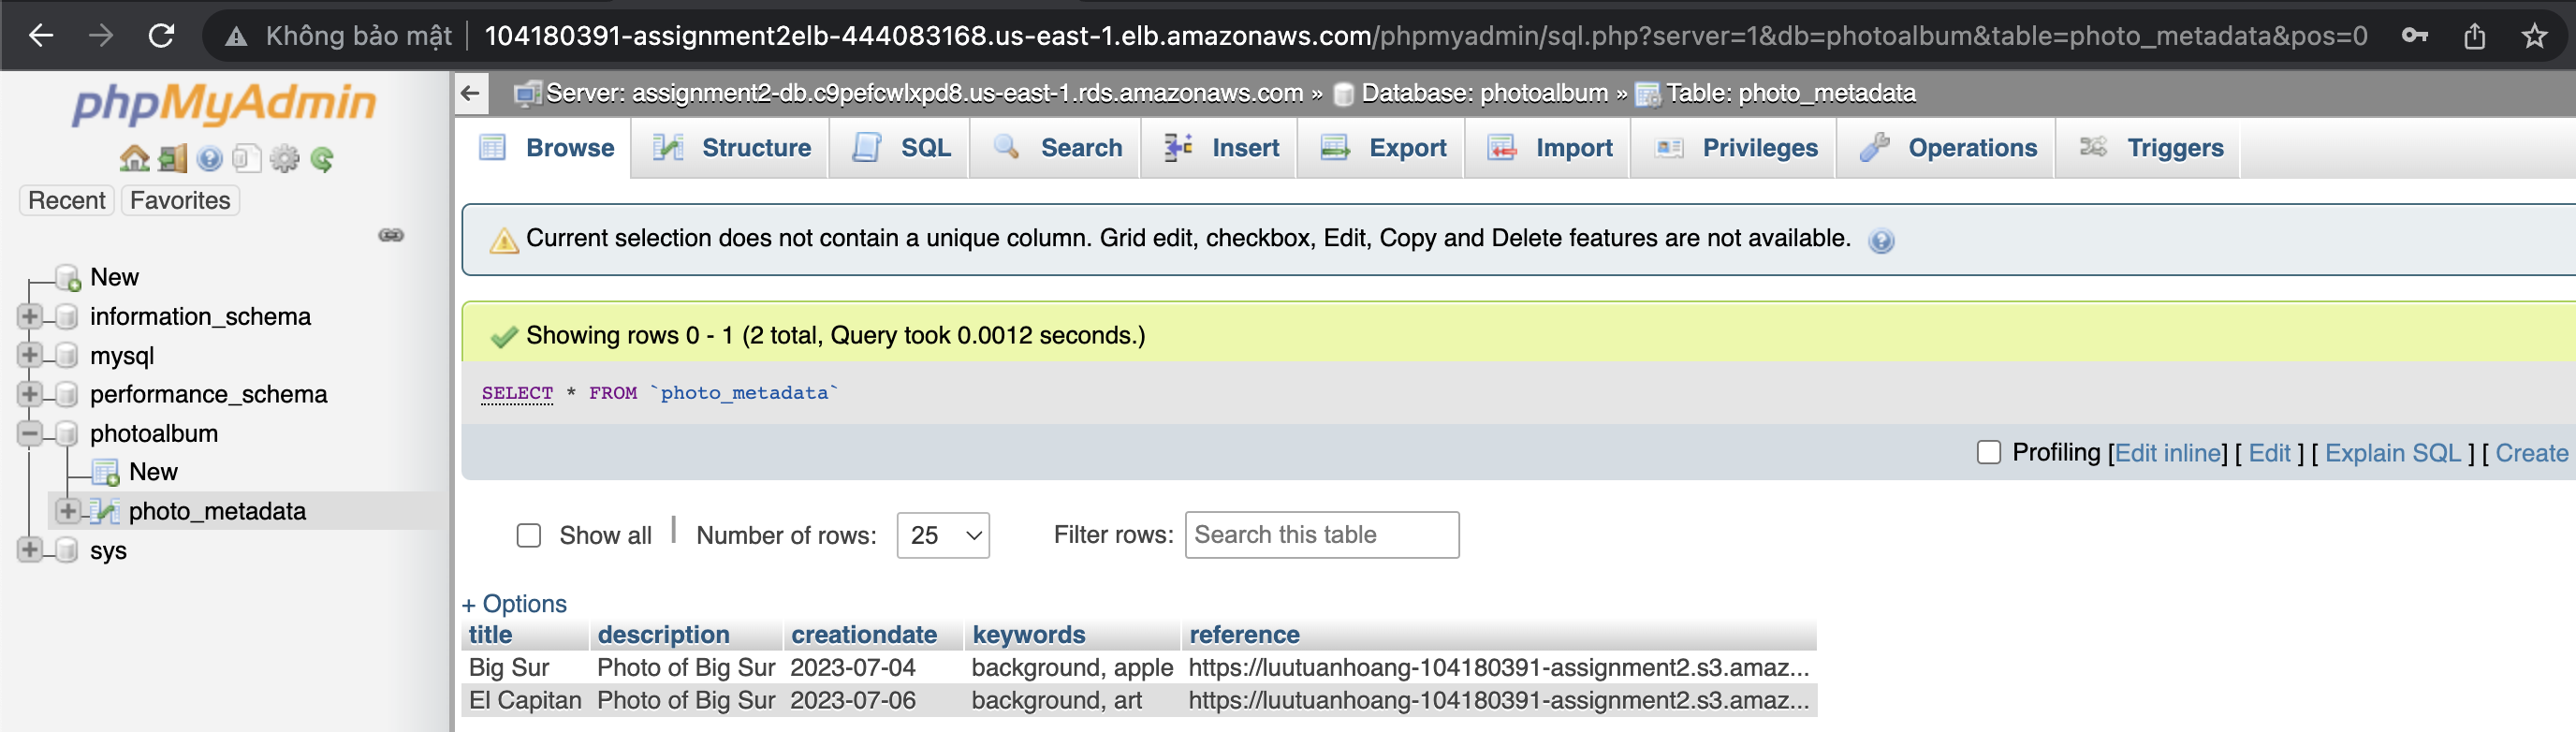 Không bảo mật 104180391-assignment2elb-444083168.us-east-1.elb.amazonaws.com/phpmyadmin/sql.php?server=1&db=photoalbum&table=photo_metadata&pos=0
phpMyAdmin
Recent Favorites
New
information_schema
mysql
performance_schema
photoalbum
New
photo_metadata
sys
Server: assignment2-db.c9pefcwlxpd8.us-east-1.rds.amazonaws.com » Database: photoalbum » Table: photo_metadata
Browse Structure SQL Search Insert Export Import Privileges Operations Triggers
Current selection does not contain a unique column. Grid edit, checkbox, Edit, Copy and Delete features are not available.
Showing rows 0 - 1 (2 total, Query took 0.0012 seconds.)
SELECT * FROM `photo_metadata`
Profiling [Edit inline] [ Edit ] [ Explain SQL ] [ Create
Show all | Number of rows: 25 Filter rows: Search this table
+ Options
title description creationdate keywords reference
Big Sur Photo of Big Sur 2023-07-04 background, apple https://luutuanhoang-104180391-assignment2.s3.amaz...
El Capitan Photo of Big Sur 2023-07-06 background, art https://luutuanhoang-104180391-assignment2.s3.amaz...